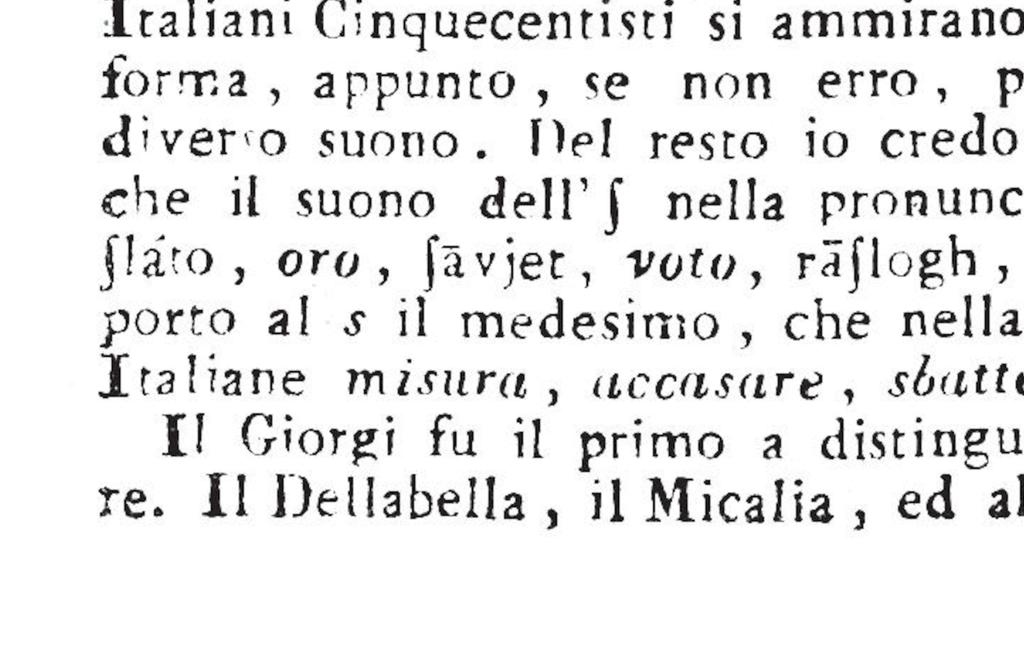 Italiani Cinquecentisti si ammirano
forma, appunto, se non erro, p
diverso suono. Del resto io credo
che il suono dell'ʃ nella pronunc
ʃláto, oro, ʃāvjet, voto, rāʃlogh,
porto al s il medesimo, che nella
Italiane misura, accasare, sbatte
Il Giorgi fu il primo a distingu
re. Il Dellabella, il Micalia, ed al